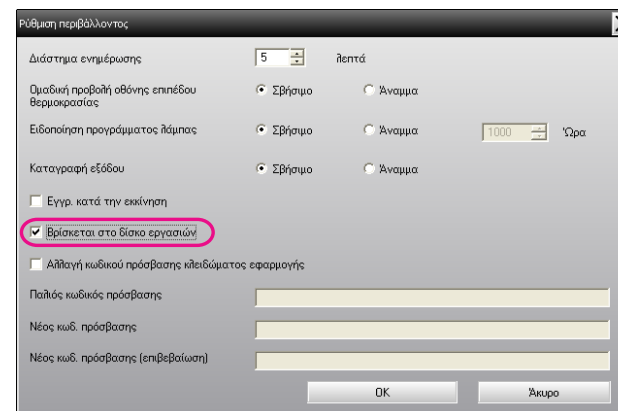 Ρύθμιση περιβάλλοντος
Διάστημα ενημέρωσης 5 λεπτά
Ομαδική προβολή οθόνης επιπέδου θερμοκρασίας Σβήσιμο Άναμμα
Ειδοποίηση προγράμματος λάμπας Σβήσιμο Άναμμα 1000 Ώρα
Καταγραφή εξόδου Σβήσιμο Άναμμα
Εγγρ. κατά την εκκίνηση
Βρίσκεται στο δίσκο εργασιών
Αλλαγή κωδικού πρόσβασης κλειδώματος εφαρμογής
Παλιός κωδικός πρόσβασης
Νέος κωδ. πρόσβασης
Νέος κωδ. πρόσβασης (επιβεβαίωση)
OK Άκυρο